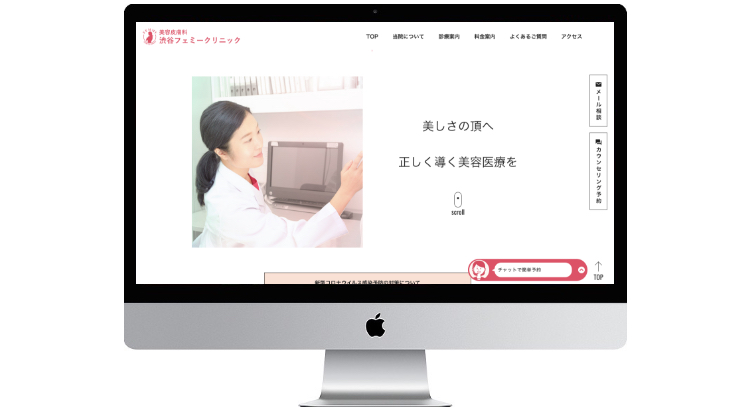 美容皮膚科
渋谷フェミークリニック
TOP 当院について 診療案内 料金案内 よくあるご質問 アクセス
美しさの頂へ
正しく導く美容医療を
scroll
メール相談
カウンセリング予約
チャットで簡単予約
TOP
新型コロナウイルス感染予防の対策について